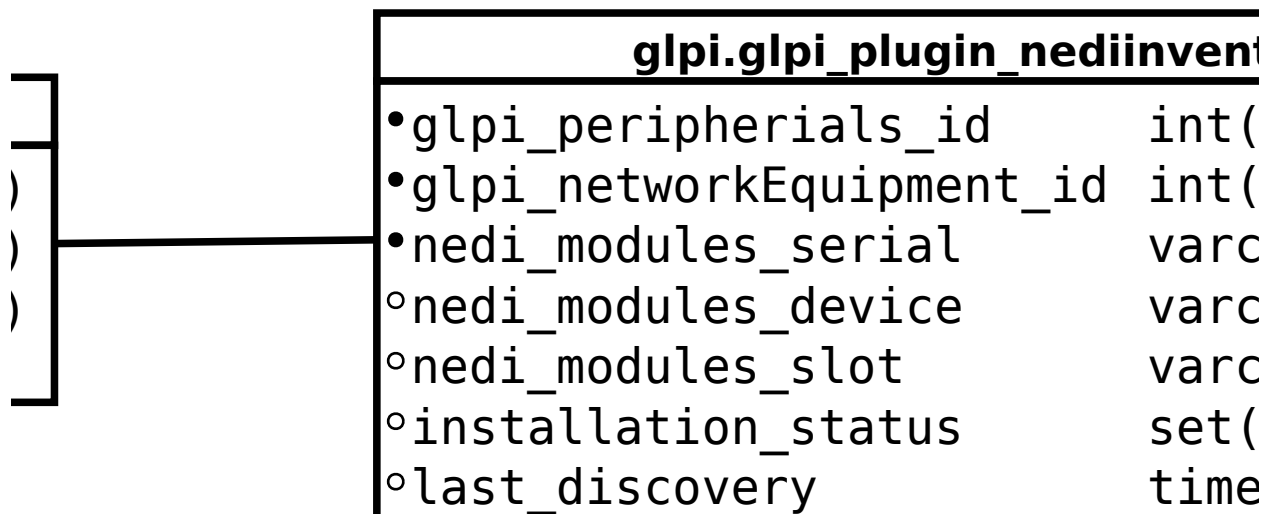 glpi.glpi_plugin_nediinvent
•glpi_peripherials_id int(
•glpi_networkEquipment_id int(
•nedi_modules_serial varc
◦nedi_modules_device varc
◦nedi_modules_slot varc
◦installation_status set(
◦last_discovery time
)
)
)